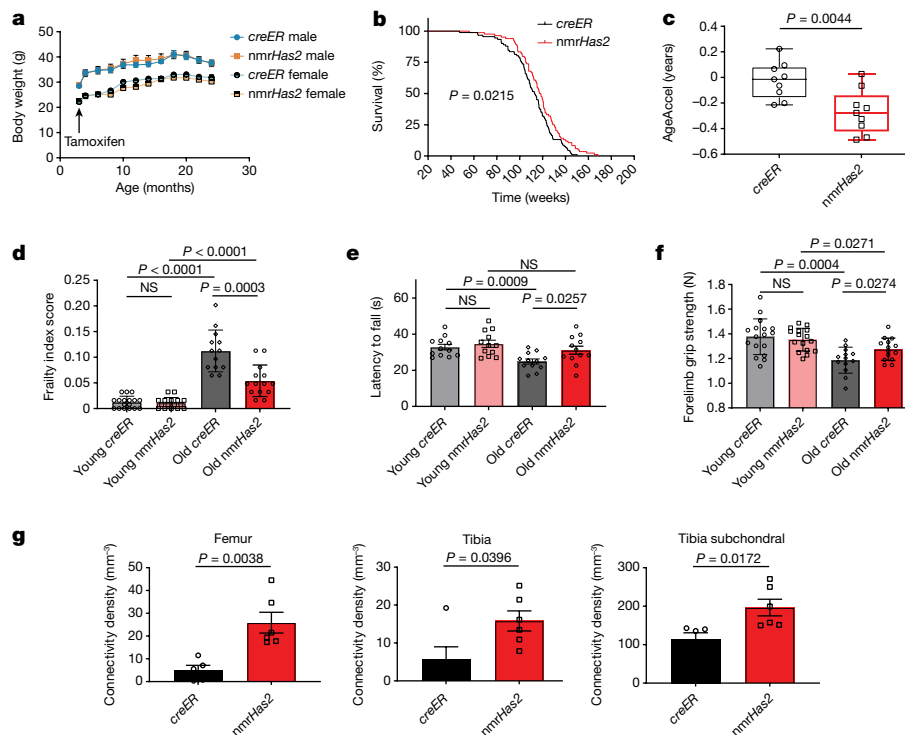 a
Body weight (g)
50
40
30
20
10
0
Tamoxifen
0
10
20
30
Age (months)
creER male
nmrHas2 male
creER female
nmrHas2 female
b
Survival (%)
100
75
50
25
0
P = 0.0215
creER
nmrHas2
20
40
60
80
100
120
140
160
180
200
Time (weeks)
c
P = 0.0044
AgeAccel (years)
0.4
0.2
0
−0.2
−0.4
−0.6
creER
nmrHas2
d
P < 0.0001
P < 0.0001
NS
P = 0.0003
Frailty index score
0.25
0.20
0.15
0.10
0.05
0
Young creER
Young nmrHas2
Old creER
Old nmrHas2
e
NS
P = 0.0009
NS
P = 0.0257
Latency to fall (s)
60
40
20
0
Young creER
Young nmrHas2
Old creER
Old nmrHas2
f
P = 0.0271
P = 0.0004
NS
P = 0.0274
Forelimb grip strength (N)
1.8
1.6
1.4
1.2
1.0
1.8
Young creER
Young nmrHas2
Old creER
Old nmrHas2
g
Femur
P = 0.0038
Connectivity density (mm−3)
50
40
30
20
10
0
creER
nmrHas2
Tibia
P = 0.0396
Connectivity density (mm−3)
30
20
10
0
creER
nmrHas2
Tibia subchondral
P = 0.0172
Connectivity density (mm−3)
300
200
100
0
creER
nmrHas2